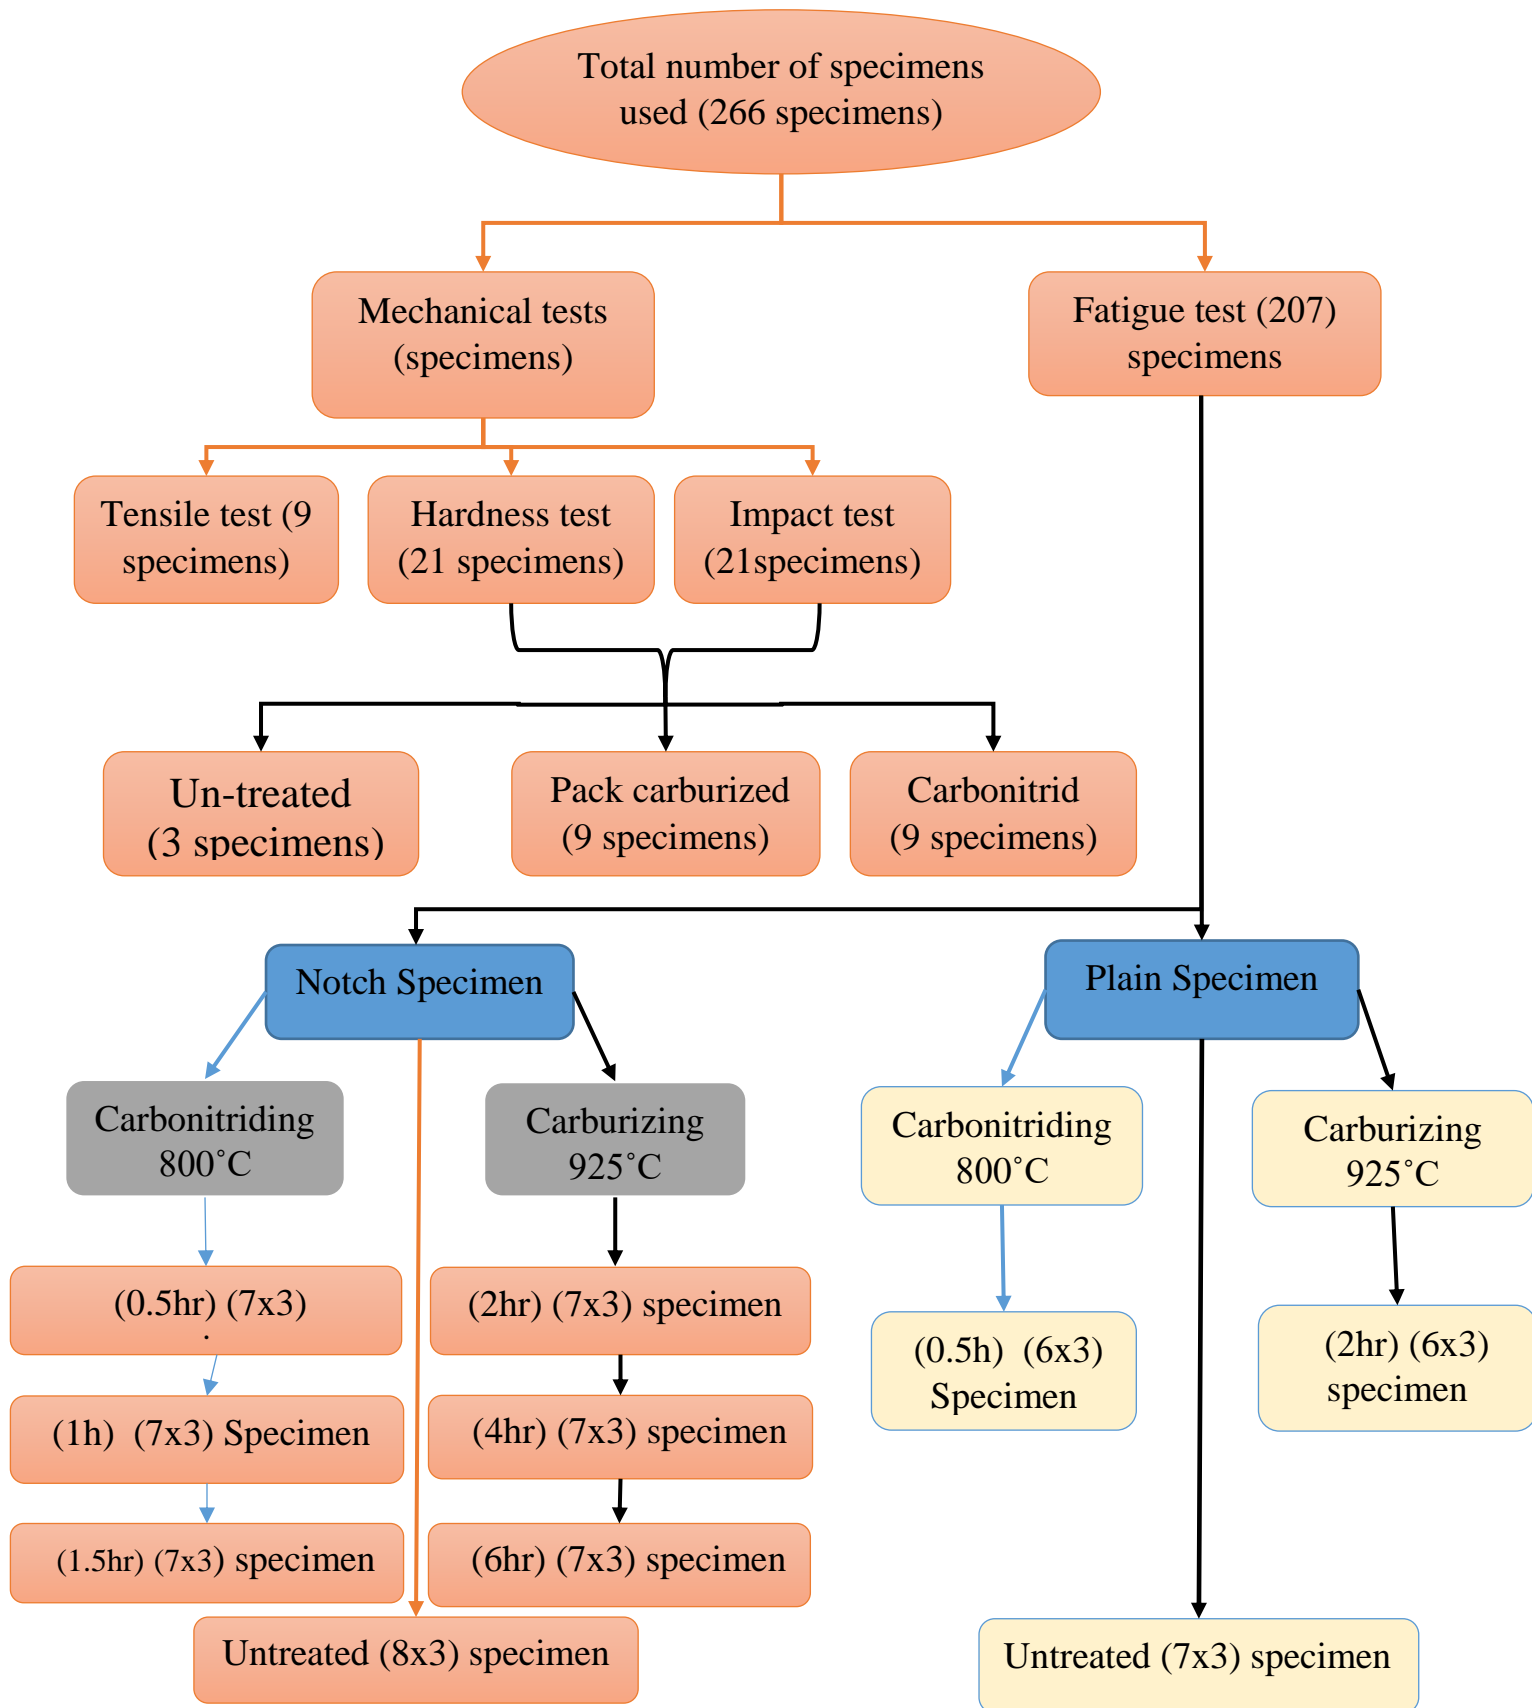 Total number of specimens
used (266 specimens)
Mechanical tests
(specimens)
Fatigue test (207)
specimens
Tensile test (9
specimens)
Hardness test
(21 specimens)
Impact test
(21specimens)
Un-treated
(3 specimens)
Pack carburized
(9 specimens)
Carbonitrid
(9 specimens)
Notch Specimen
Plain Specimen
Carbonitriding
800˚C
Carburizing
925˚C
Carbonitriding
800˚C
Carburizing
925˚C
(0.5hr) (7x3)
.
(2hr) (7x3) specimen
(0.5h) (6x3)
Specimen
(2hr) (6x3)
specimen
(1h) (7x3) Specimen
(4hr) (7x3) specimen
(1.5hr) (7x3) specimen
(6hr) (7x3) specimen
Untreated (8x3) specimen
Untreated (7x3) specimen